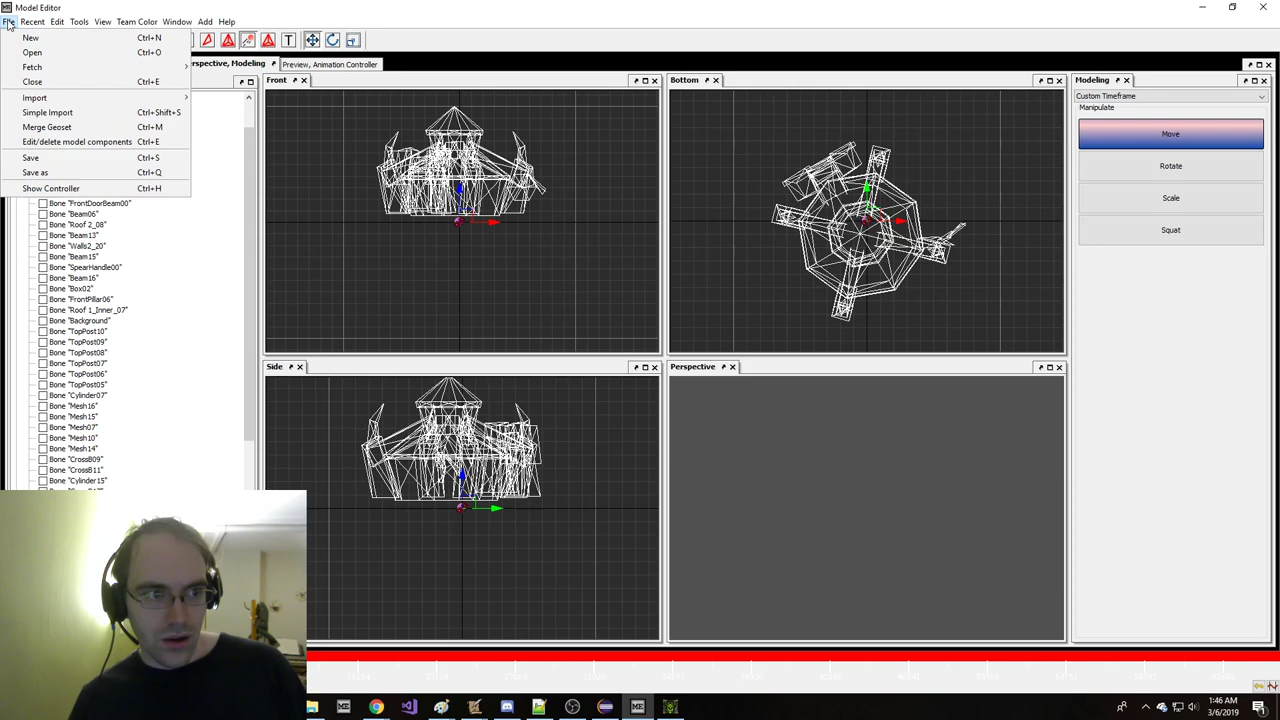 Model Editor
File Recent Edit Tools View Team Color Window Add Help
New Ctrl+N
Open Ctrl+O
Fetch
Close Ctrl+E
Import
Simple Import Ctrl+Shift+S
Merge Geoset Ctrl+M
Edit/delete model components Ctrl+E
Save Ctrl+S
Save as Ctrl+Q
Show Controller Ctrl+H
erspective, Modeling
Preview, Animation Controller
Bone "FrontDoorBeam00"
Bone "Beam06"
Bone "Roof 2_08"
Bone "Beam13"
Bone "Walls2_20"
Bone "Beam15"
Bone "SpearHandle00"
Bone "Beam16"
Bone "Box02"
Bone "FrontPillar06"
Bone "Roof 1_Inner_07"
Bone "Background"
Bone "TopPost10"
Bone "TopPost09"
Bone "TopPost08"
Bone "TopPost07"
Bone "TopPost06"
Bone "TopPost05"
Bone "Cylinder07"
Bone "Mesh16"
Bone "Mesh15"
Bone "Mesh07"
Bone "Mesh10"
Bone "Mesh14"
Bone "CrossB09"
Bone "CrossB11"
Bone "Cylinder15"
Front
Bottom
Side
Perspective
Modeling
Custom Timeframe
Manipulate
Move
Rotate
Scale
Squat
1:46 AM
3/6/2019